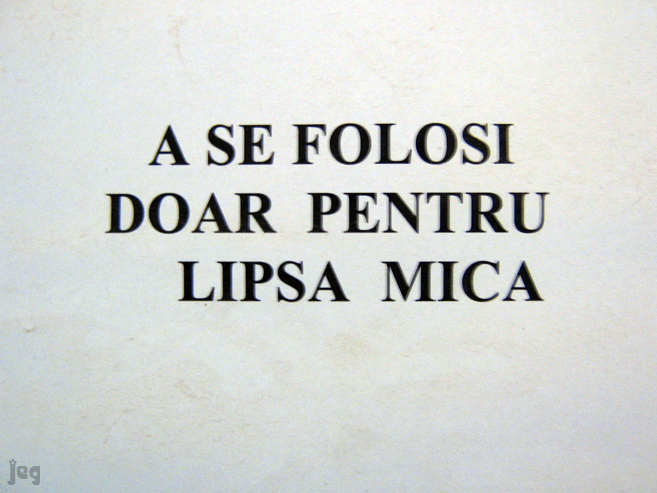 A SE FOLOSI
DOAR PENTRU
LIPSA MICA
jeg